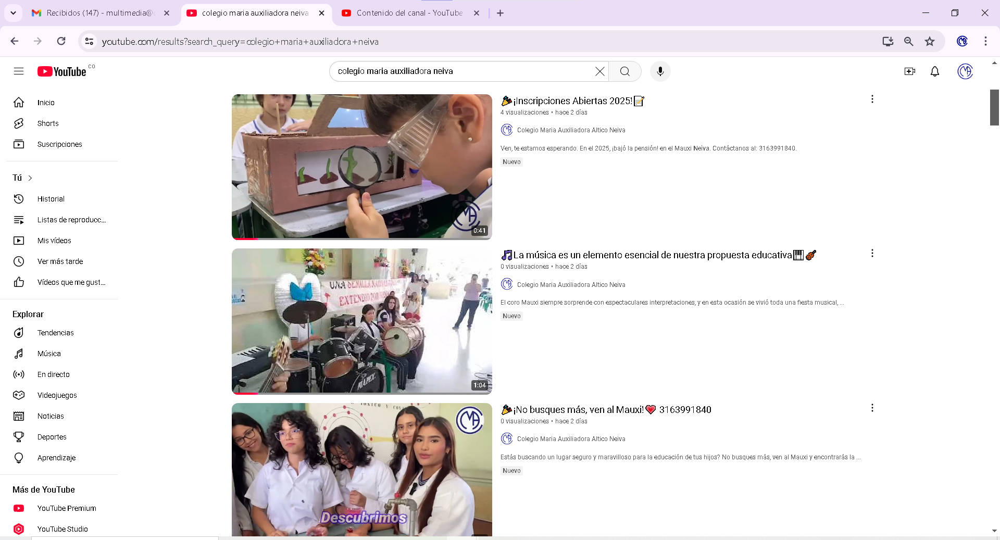 Recibidos (147) - multimedia@c
colegio maria auxiliadora neiva
Contenido del canal - YouTube
youtube.com/results?search_query=colegio+maria+auxiliadora+neiva
YouTube CO
colegio maria auxiliadora neiva
Inicio
Shorts
Suscripciones
Tú
Historial
Listas de reproducc...
Mis vídeos
Ver más tarde
Vídeos que me gust...
Explorar
Tendencias
Música
En directo
Videojuegos
Noticias
Deportes
Aprendizaje
Más de YouTube
YouTube Premium
YouTube Studio
0:41
🎉¡Inscripciones Abiertas 2025!📝
4 visualizaciones • hace 2 días
Colegio Maria Auxiliadora Altico Neiva
Ven, te estamos esperando. En el 2025, ¡bajó la pensión! en el Mauxi Neiva. Contáctanos al: 3163991840.
Nuevo
UNA SEMILLA
EXTENDIÓ POR
MAPEX
1:04
🎵La música es un elemento esencial de nuestra propuesta educativa🎹🎻
0 visualizaciones • hace 2 días
Colegio Maria Auxiliadora Altico Neiva
El coro Mauxi siempre sorprende con espectaculares interpretaciones, y en esta ocasión se vivió toda una fiesta musical, ...
Nuevo
Descubrimos
🎉¡No busques más, ven al Mauxi!💗 3163991840
0 visualizaciones • hace 2 días
Colegio Maria Auxiliadora Altico Neiva
Estás buscando un lugar seguro y maravilloso para la educación de tus hijos? No busques más, ven al Mauxi y encontrarás la ...
Nuevo